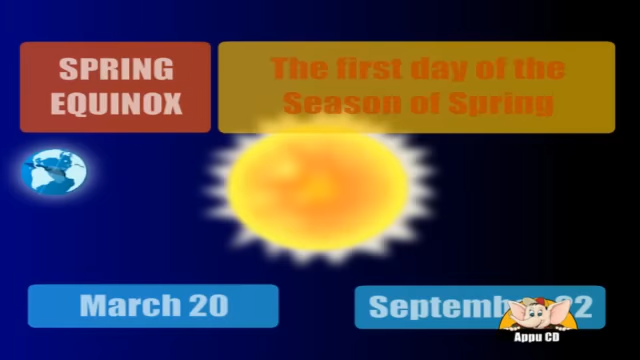 SPRING
EQUINOX
The first day of the
Season of Spring
March 20
Appu CD